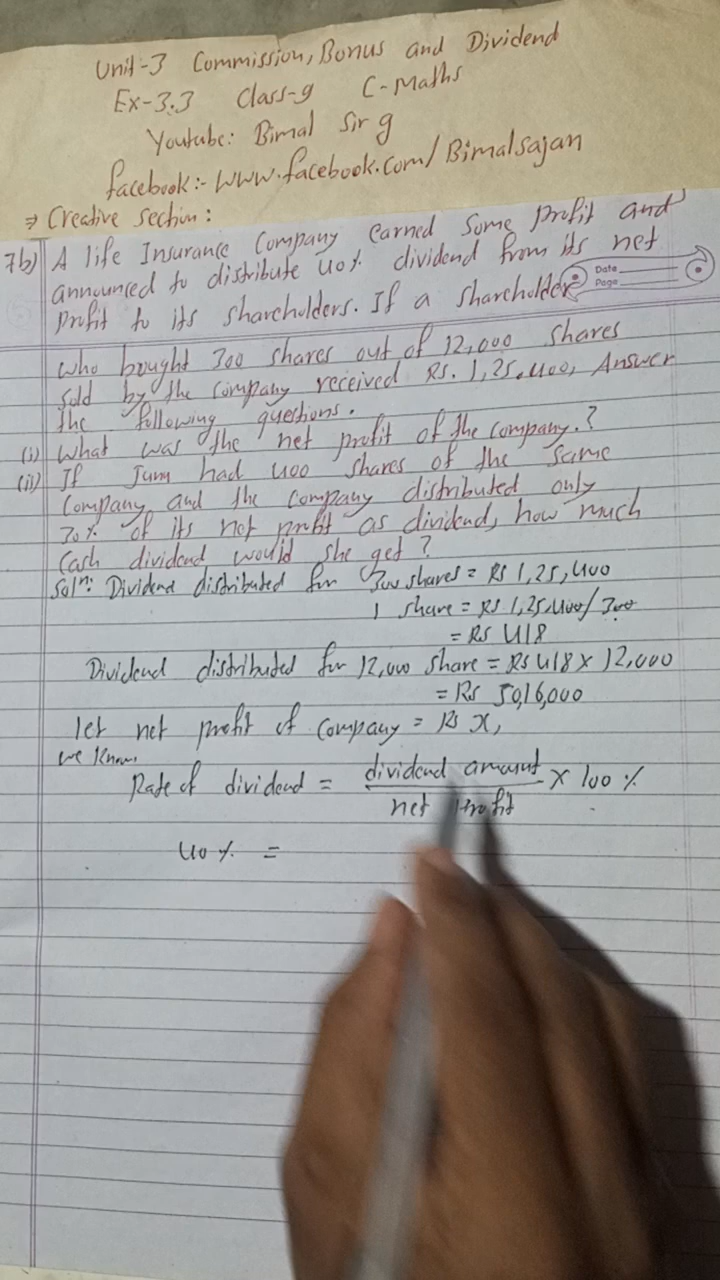 Unit-3 Commission, Bonus and Dividend
Ex-3.3 Class-9 C-Maths
Youtube: Bimal Sir g
facebook:- www.facebook.com/Bimalsajan
⇒ Creative Section:
7b) A life Insurance Company earned Some Profit and
announced to distribute 40% dividend from its net
Profit to its shareholders. If a shareholder
Date
Page
who bought 300 shares out of 12,000 shares
sold by the company received Rs. 1,25,400, Answer
the following questions.
(i) What was the net profit of the company.?
(ii) If had 400 shares of the same
Company and the company distributed only
% of its net profit as dividend, how much
Cash dividend would she get?
Solⁿ: Dividend distributed for 300 shares = Rs 1,25,400
1 share = Rs 1,25,400/300
= Rs 418
Dividend distributed for 12,000 share = Rs 418 × 12,000
= Rs 50,16,000
let net profit of Company = Rs x,
we know,
Rate of dividend = dividend amount / net Profit × 100 %
40 % =